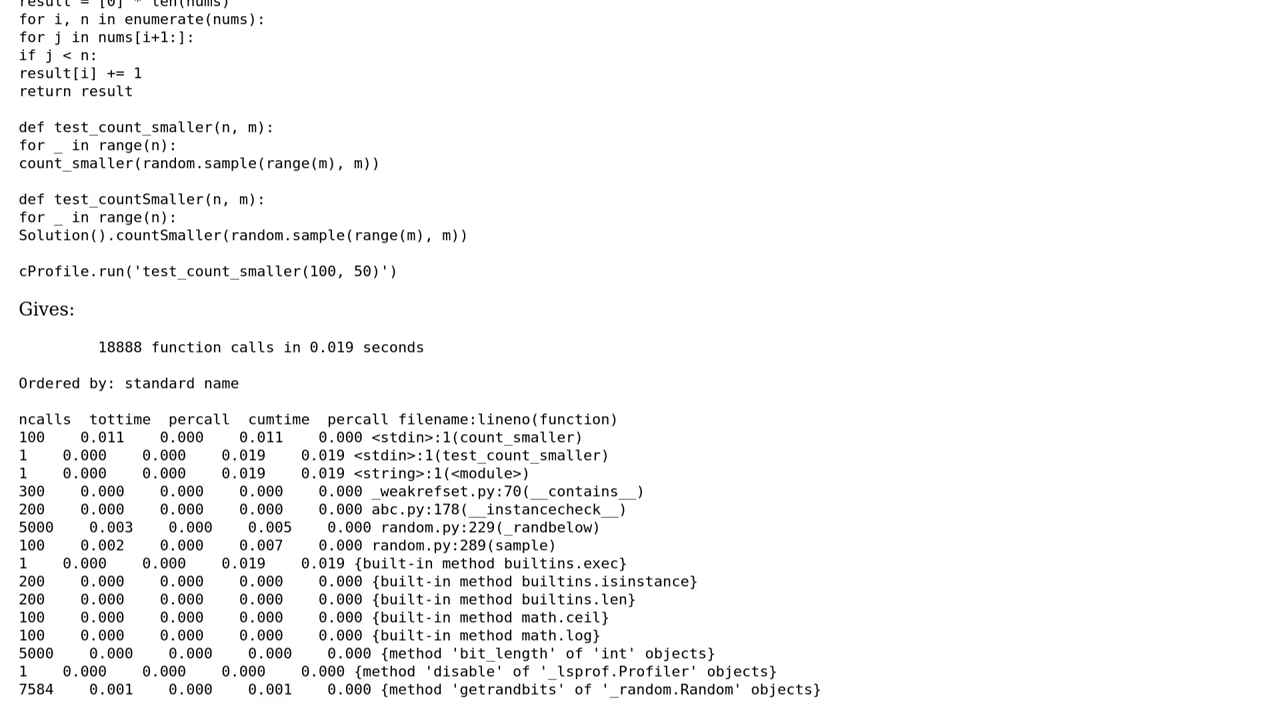 result = [0] * len(nums)
for i, n in enumerate(nums):
for j in nums[i+1:]:
if j < n:
result[i] += 1
return result
def test_count_smaller(n, m):
for _ in range(n):
count_smaller(random.sample(range(m), m))
def test_countSmaller(n, m):
for _ in range(n):
Solution().countSmaller(random.sample(range(m), m))
cProfile.run('test_count_smaller(100, 50)')
Gives:
18888 function calls in 0.019 seconds
Ordered by: standard name
ncalls  tottime  percall  cumtime  percall filename:lineno(function)
100    0.011    0.000    0.011    0.000 <stdin>:1(count_smaller)
1    0.000    0.000    0.019    0.019 <stdin>:1(test_count_smaller)
1    0.000    0.000    0.019    0.019 <string>:1(<module>)
300    0.000    0.000    0.000    0.000 _weakrefset.py:70(__contains__)
200    0.000    0.000    0.000    0.000 abc.py:178(__instancecheck__)
5000    0.003    0.000    0.005    0.000 random.py:229(_randbelow)
100    0.002    0.000    0.007    0.000 random.py:289(sample)
1    0.000    0.000    0.019    0.019 {built-in method builtins.exec}
200    0.000    0.000    0.000    0.000 {built-in method builtins.isinstance}
200    0.000    0.000    0.000    0.000 {built-in method builtins.len}
100    0.000    0.000    0.000    0.000 {built-in method math.ceil}
100    0.000    0.000    0.000    0.000 {built-in method math.log}
5000    0.000    0.000    0.000    0.000 {method 'bit_length' of 'int' objects}
1    0.000    0.000    0.000    0.000 {method 'disable' of '_lsprof.Profiler' objects}
7584    0.001    0.000    0.001    0.000 {method 'getrandbits' of '_random.Random' objects}